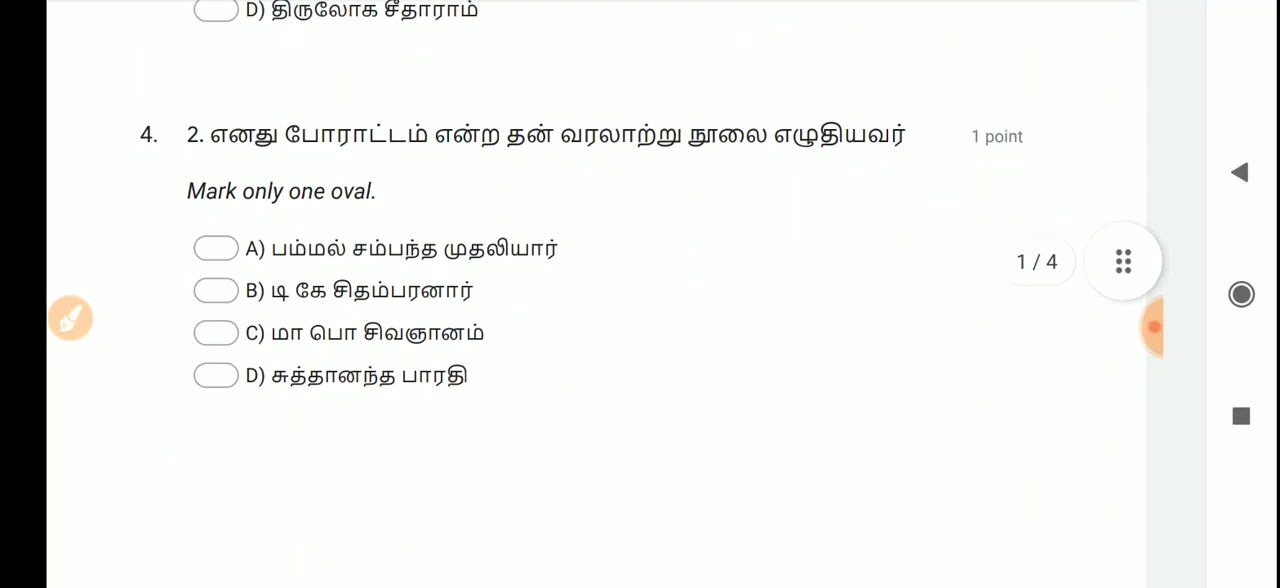 D) திருலோக சீதாராம்
4. 2. எனது போராட்டம் என்ற தன் வரலாற்று நூலை எழுதியவர் 1 point
Mark only one oval.
A) பம்மல் சம்பந்த முதலியார்
1 / 4
B) டி கே சிதம்பரனார்
C) மா பொ சிவஞானம்
D) சுத்தானந்த பாரதி